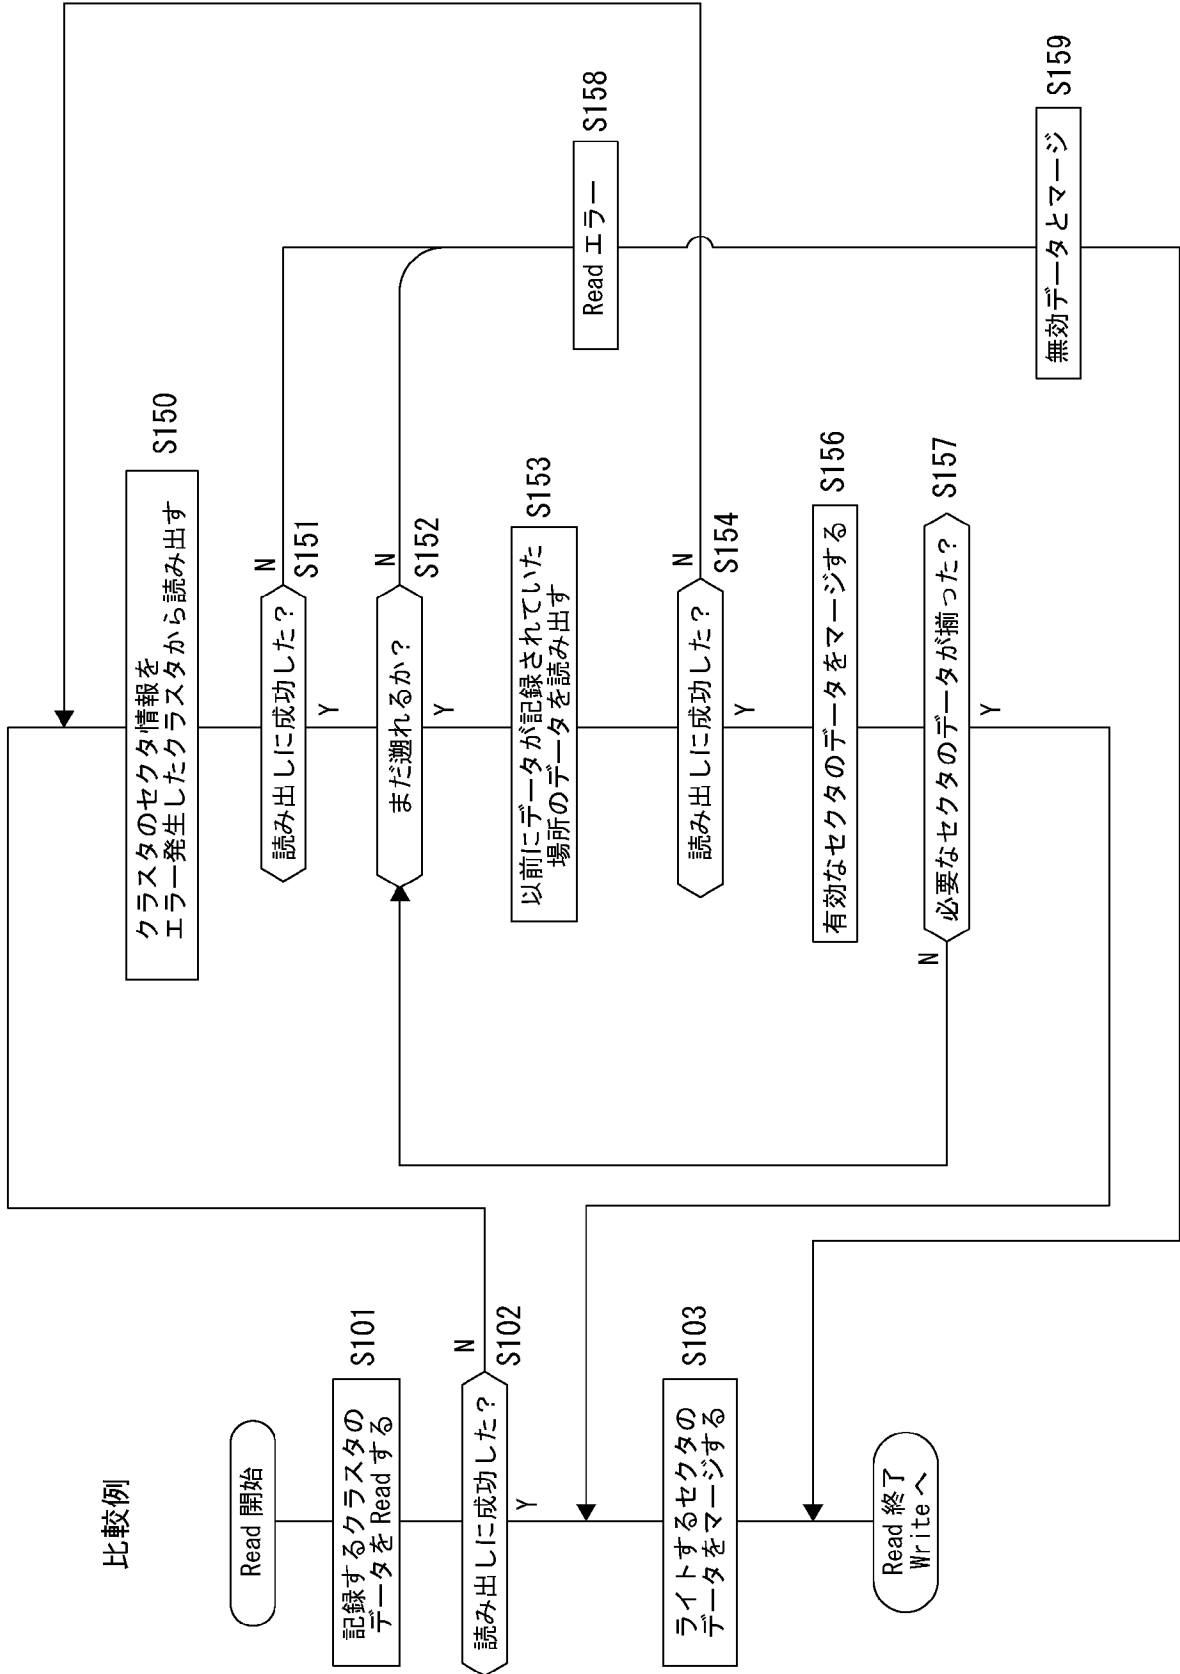 比較例
Read 開始
記録するクラスタの
データを Read する
S101
読み出しに成功した？
S102
N
Y
ライトするセクタの
データをマージする
S103
Read 終了
Write へ
クラスタのセクタ情報を
エラー発生したクラスタから読み出す
S150
読み出しに成功した？
S151
N
Y
まだ遡れるか？
S152
N
Y
以前にデータが記録されていた
場所のデータを読み出す
S153
読み出しに成功した？
S154
N
Y
有効なセクタのデータをマージする
S156
必要なセクタのデータが揃った？
S157
N
Y
Read エラー
S158
無効データとマージ
S159